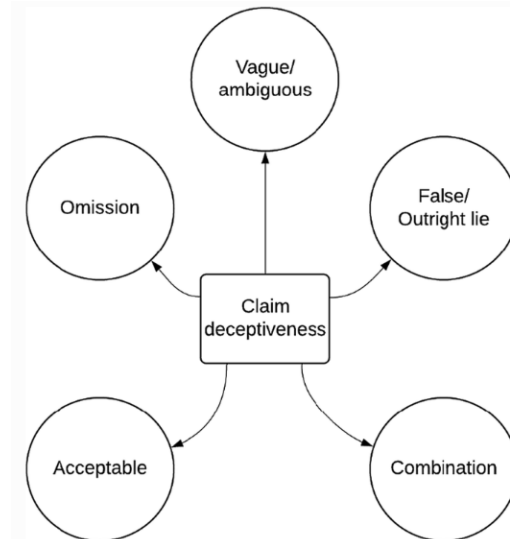 Vague/
ambiguous
Omission
False/
Outright lie
Claim
deceptiveness
Acceptable
Combination